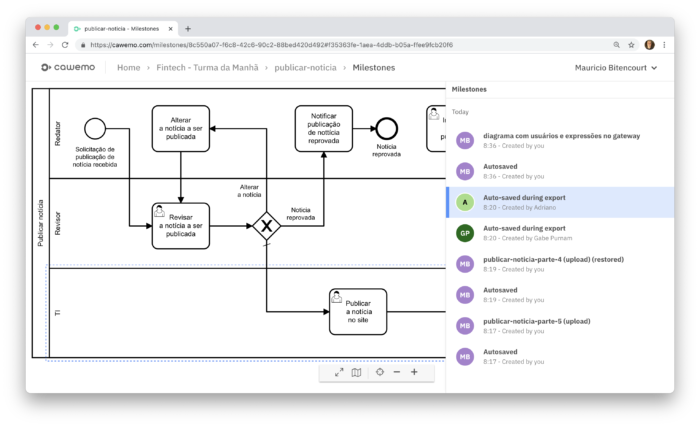 publicar-notícia - Milestones
https://cawemo.com/milestones/8c550a07-f6c8-42c6-90c2-88bed420d492#f35363fe-1aea-4ddb-b05a-ffee9fcb20f6
cawemo
Home > Fintech - Turma da Manhã > publicar-notícia > Milestones
Mauricio Bitencourt
Publicar notícia
Redator
Solicitação de
publicação de
notícia recebida
Alterar
a notícia a ser
publicada
Notificar
publicação
de notticia
reprovada
Notícia
reprovada
Alterar
a notícia
Noticia
reprovada
Revisor
Revisar
a notícia a ser
publicada
TI
Publicar
a notícia
no site
Milestones
Today
MB
diagrama com usuários e expressões no gateway
8:36 - Created by you
MB
Autosaved
8:36 - Created by you
A
Auto-saved during export
8:20 - Created by Adriano
GP
Auto-saved during export
8:20 - Created by Gabe Purnam
MB
publicar-noticia-parte-4 (upload) (restored)
8:19 - Created by you
MB
Autosaved
8:19 - Created by you
MB
publicar-noticia-parte-5 (upload)
8:17 - Created by you
MB
Autosaved
8:17 - Created by you